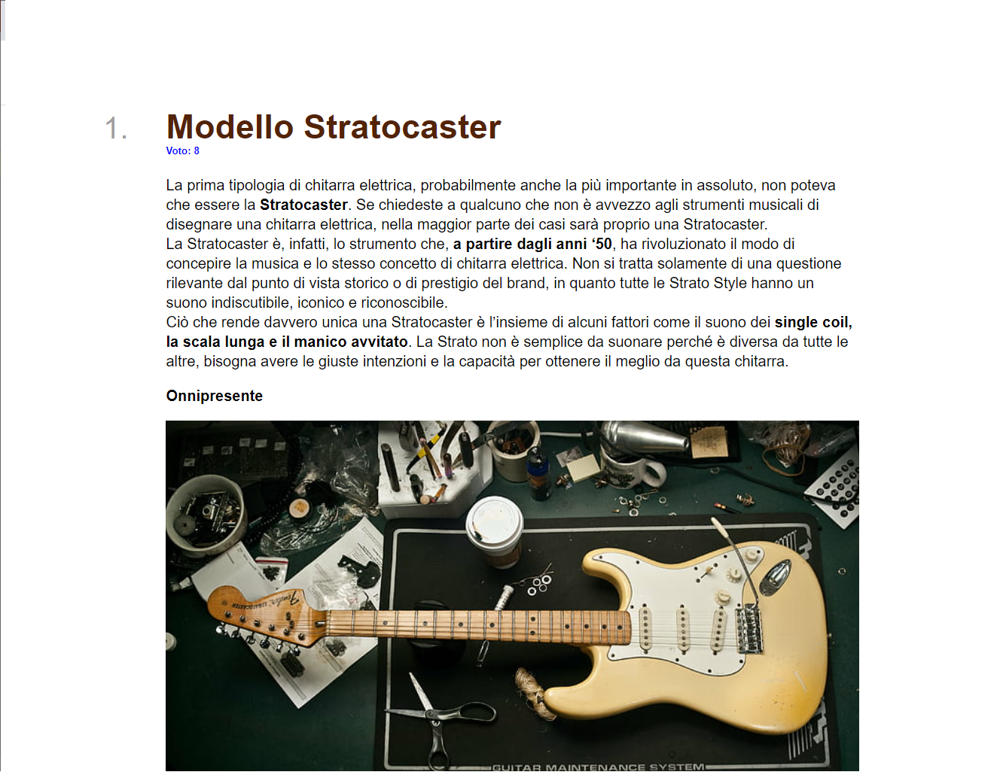 1. Modello Stratocaster
Voto: 8
La prima tipologia di chitarra elettrica, probabilmente anche la più importante in assoluto, non poteva
che essere la Stratocaster. Se chiedeste a qualcuno che non è avvezzo agli strumenti musicali di
disegnare una chitarra elettrica, nella maggior parte dei casi sarà proprio una Stratocaster.
La Stratocaster è, infatti, lo strumento che, a partire dagli anni ‘50, ha rivoluzionato il modo di
concepire la musica e lo stesso concetto di chitarra elettrica. Non si tratta solamente di una questione
rilevante dal punto di vista storico o di prestigio del brand, in quanto tutte le Strato Style hanno un
suono indiscutibile, iconico e riconoscibile.
Ciò che rende davvero unica una Stratocaster è l’insieme di alcuni fattori come il suono dei single coil,
la scala lunga e il manico avvitato. La Strato non è semplice da suonare perché è diversa da tutte le
altre, bisogna avere le giuste intenzioni e la capacità per ottenere il meglio da questa chitarra.
Onnipresente
Fender STRATOCASTER
GUITAR MAINTENANCE SYSTEM